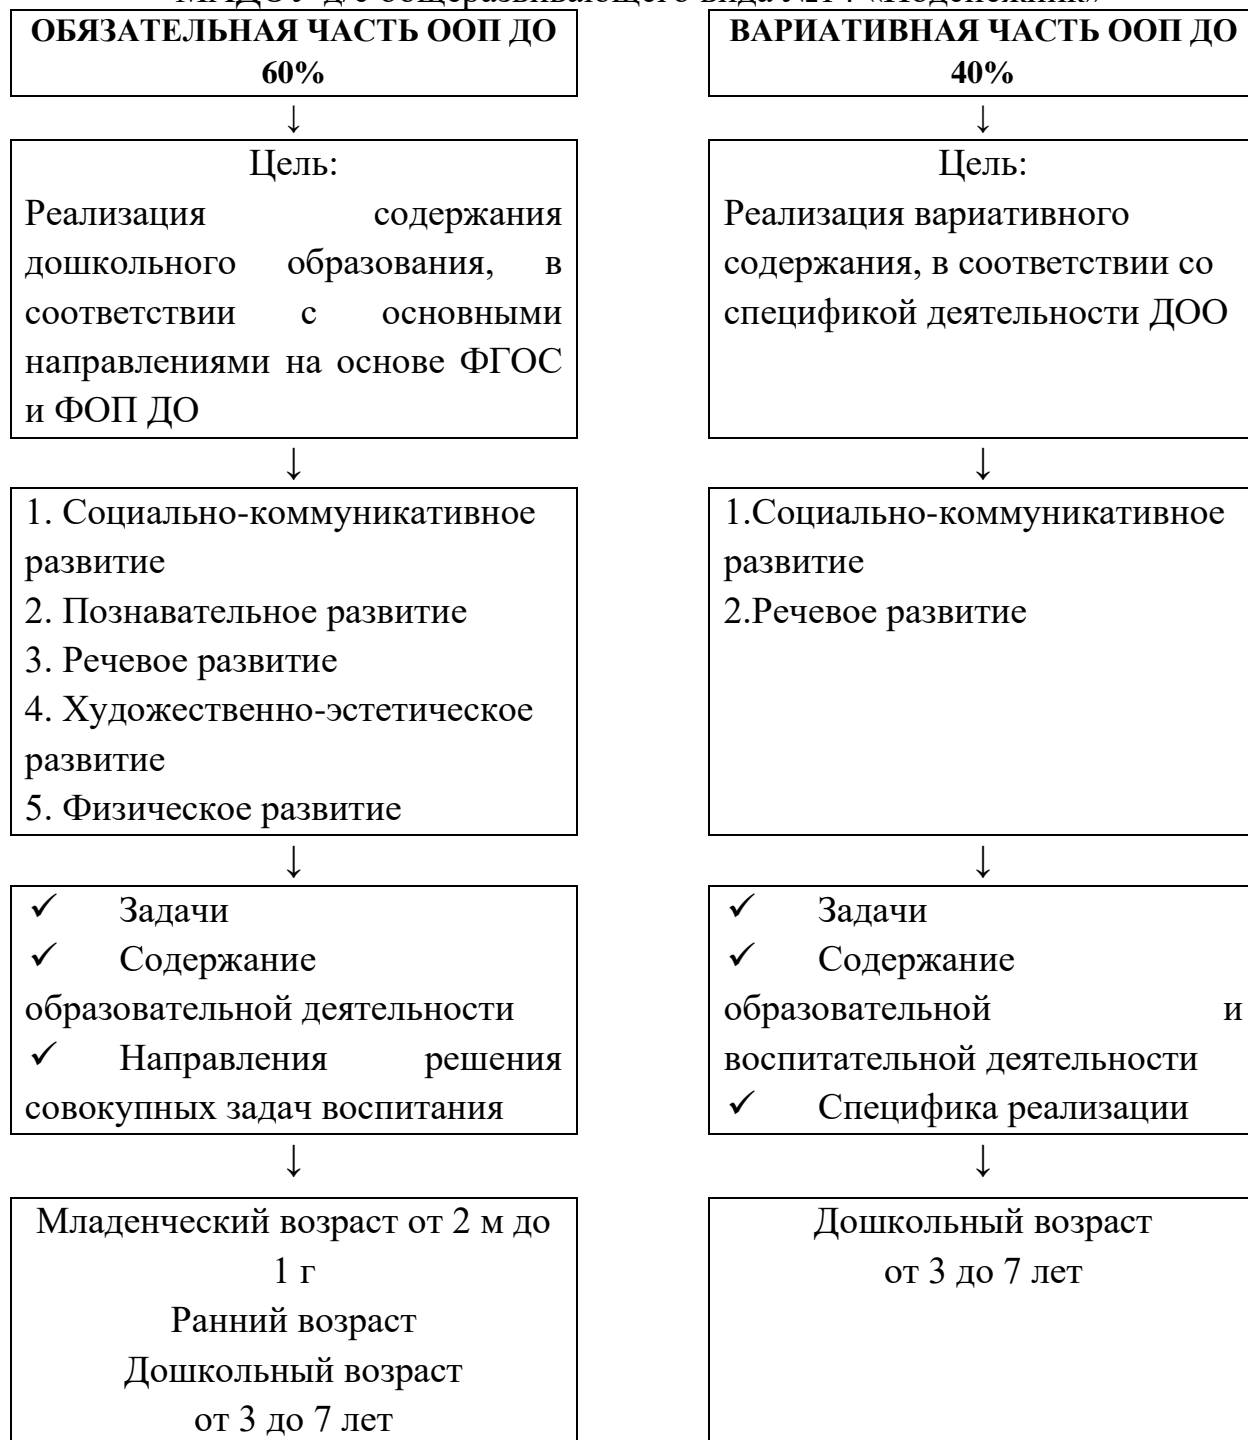 ОБЯЗАТЕЛЬНАЯ ЧАСТЬ ООП ДО
60%
↓
Цель:
Реализация содержания
дошкольного образования, в
соответствии с основными
направлениями на основе ФГОС
и ФОП ДО
↓
1. Социально-коммуникативное
развитие
2. Познавательное развитие
3. Речевое развитие
4. Художественно-эстетическое
развитие
5. Физическое развитие
↓
✓ Задачи
✓ Содержание
образовательной деятельности
✓ Направления решения
совокупных задач воспитания
↓
Младенческий возраст от 2 м до
1 г
Ранний возраст
Дошкольный возраст
от 3 до 7 лет
ВАРИАТИВНАЯ ЧАСТЬ ООП ДО
40%
↓
Цель:
Реализация вариативного
содержания, в соответствии со
спецификой деятельности ДОО
↓
1.Социально-коммуникативное
развитие
2.Речевое развитие
↓
✓ Задачи
✓ Содержание
образовательной и
воспитательной деятельности
✓ Специфика реализации
↓
Дошкольный возраст
от 3 до 7 лет